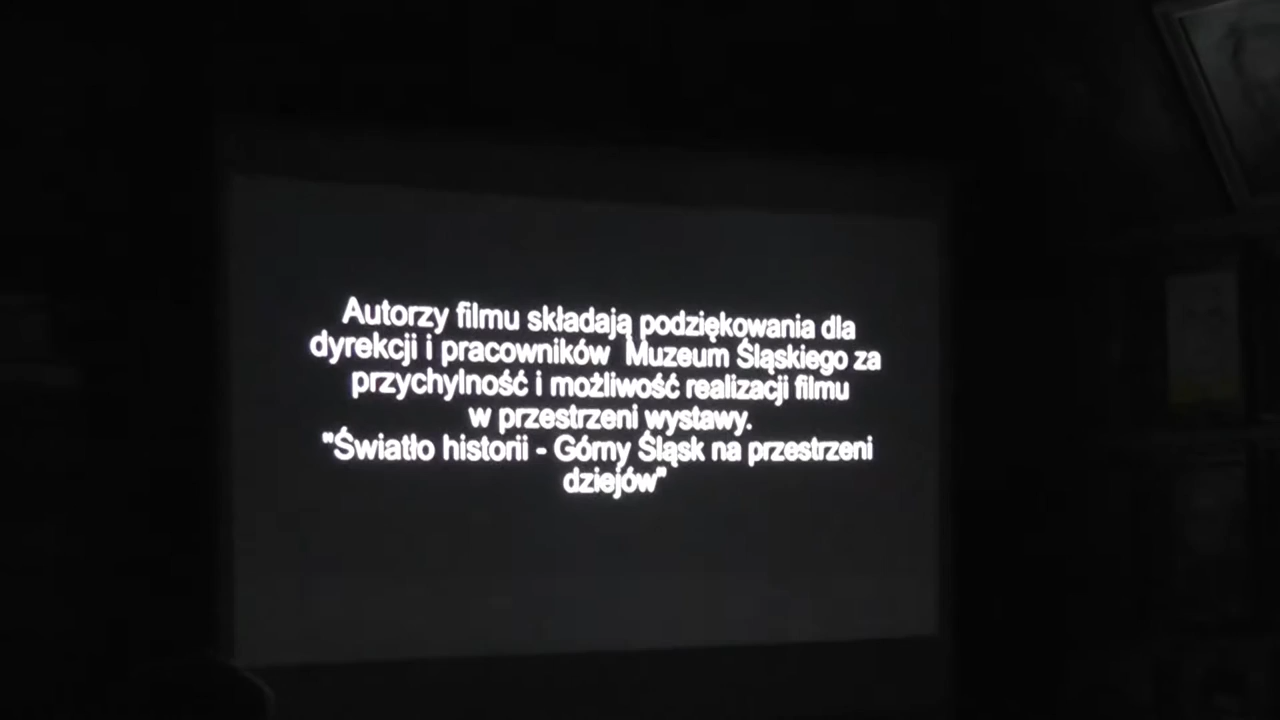 Autorzy filmu składają podziękowania dla
dyrekcji i pracowników Muzeum Śląskiego za
przychylność i możliwość realizacji filmu
w przestrzeni wystawy.
"Światło historii - Górny Śląsk na przestrzeni
dziejów"